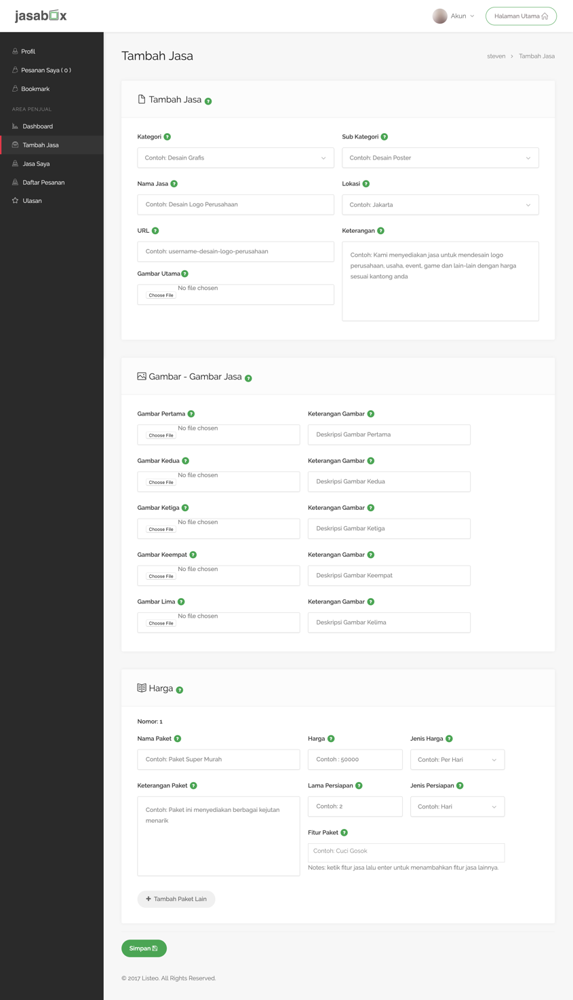 jasabox
Akun
Halaman Utama
Profil
Pesanan Saya ( 0 )
Bookmark
AREA PENJUAL
Dashboard
Tambah Jasa
Jasa Saya
Daftar Pesanan
Ulasan
Tambah Jasa
steven > Tambah Jasa
Tambah Jasa ?
Kategori ?
Sub Kategori ?
Contoh: Desain Grafis
Contoh: Desain Poster
Nama Jasa ?
Lokasi ?
Contoh: Desain Logo Perusahaan
Contoh: Jakarta
URL ?
Keterangan ?
Contoh: username-desain-logo-perusahaan
Contoh: Kami menyediakan jasa untuk mendesain logo
perusahaan, usaha, event, game dan lain-lain dengan harga
sesuai kantong anda
Gambar Utama ?
Choose File No file chosen
Gambar - Gambar Jasa ?
Gambar Pertama ?
Keterangan Gambar ?
Choose File No file chosen
Deskripsi Gambar Pertama
Gambar Kedua ?
Keterangan Gambar ?
Choose File No file chosen
Deskripsi Gambar Kedua
Gambar Ketiga ?
Keterangan Gambar ?
Choose File No file chosen
Deskripsi Gambar Ketiga
Gambar Keempat ?
Keterangan Gambar ?
Choose File No file chosen
Deskripsi Gambar Keempat
Gambar Lima ?
Keterangan Gambar ?
Choose File No file chosen
Deskripsi Gambar Kelima
Harga ?
Nomor: 1
Nama Paket ?
Harga ?
Jenis Harga ?
Contoh: Paket Super Murah
Contoh : 50000
Contoh: Per Hari
Keterangan Paket ?
Lama Persiapan ?
Jenis Persiapan ?
Contoh: Paket ini menyediakan berbagai kejutan
menarik
Contoh: 2
Contoh: Hari
Fitur Paket ?
Contoh: Cuci Gosok
Notes: ketik fitur jasa lalu enter untuk menambahkan fitur jasa lainnya.
+ Tambah Paket Lain
Simpan
© 2017 Listeo. All Rights Reserved.